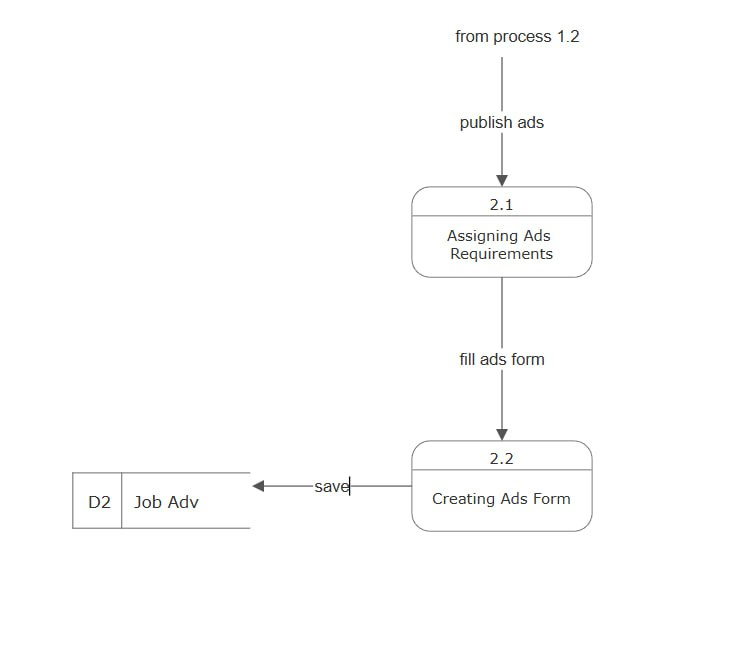 from process 1.2
publish ads
2.1
Assigning Ads
Requirements
fill ads form
2.2
Creating Ads Form
save
D2
Job Adv